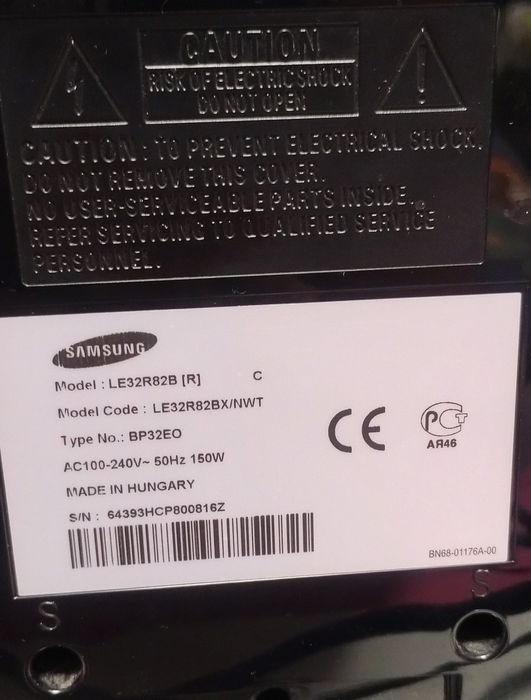 CAUTION
RISK OF ELECTRIC SHOCK
DO NOT OPEN
CAUTION : TO PREVENT ELECTRICAL SHOCK,
DO NOT REMOVE THIS COVER.
NO USER-SERVICEABLE PARTS INSIDE.
REFER SERVICING TO QUALIFIED SERVICE
PERSONNEL.
SAMSUNG
Model : LE32R82B [R] C
Model Code : LE32R82BX/NWT
Type No.: BP32EO
AC100-240V~ 50Hz 150W
MADE IN HUNGARY
S/N : 64393HCP800816Z
CE
РСТ
АЯ46
BN68-01176A-00
S
S